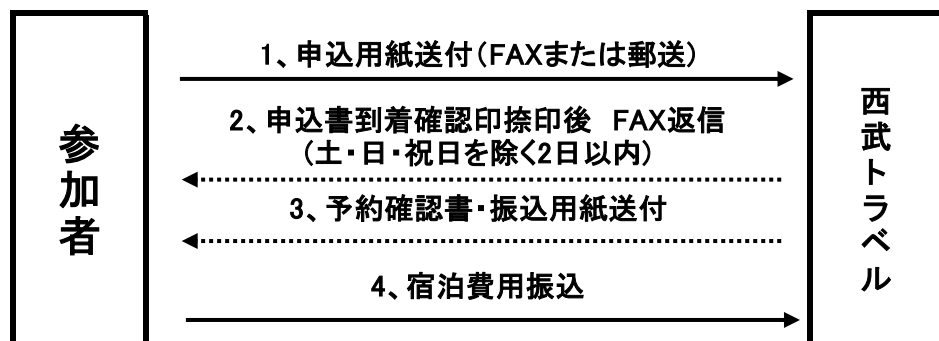 参加者
1、申込用紙送付(FAXまたは郵送)
2、申込書到着確認印捺印後　FAX返信
(土・日・祝日を除く2日以内)
3、予約確認書・振込用紙送付
4、宿泊費用振込
西武トラベル